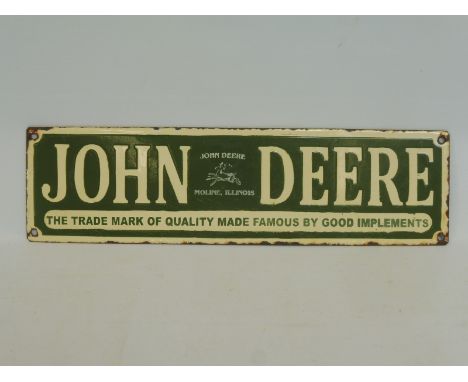 JOHN DEERE
JOHN DEERE
MOLINE, ILLINOIS
THE TRADE MARK OF QUALITY MADE FAMOUS BY GOOD IMPLEMENTS